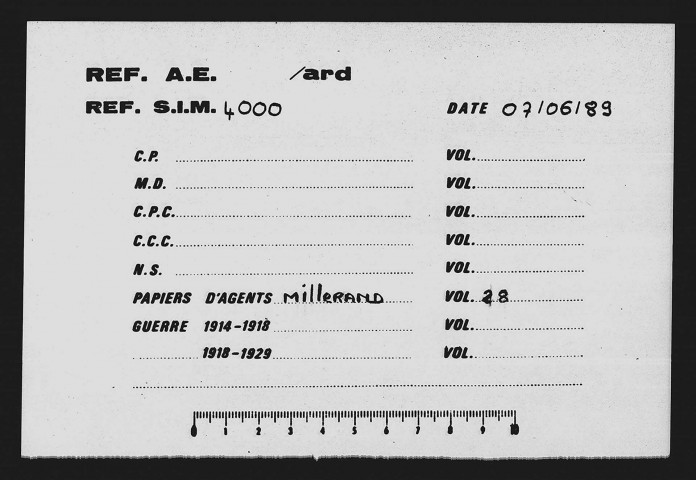 REF. A.E. /ard
REF. S.I.M. 4000 DATE 07/06/89
C.P. VOL.
M.D. VOL.
C.P.C. VOL.
C.C.C. VOL.
N.S. VOL.
PAPIERS D'AGENTS MilleRAND VOL. 28
GUERRE 1914-1918 VOL.
1918-1929 VOL.
0 1 2 3 4 5 6 7 8 9 10